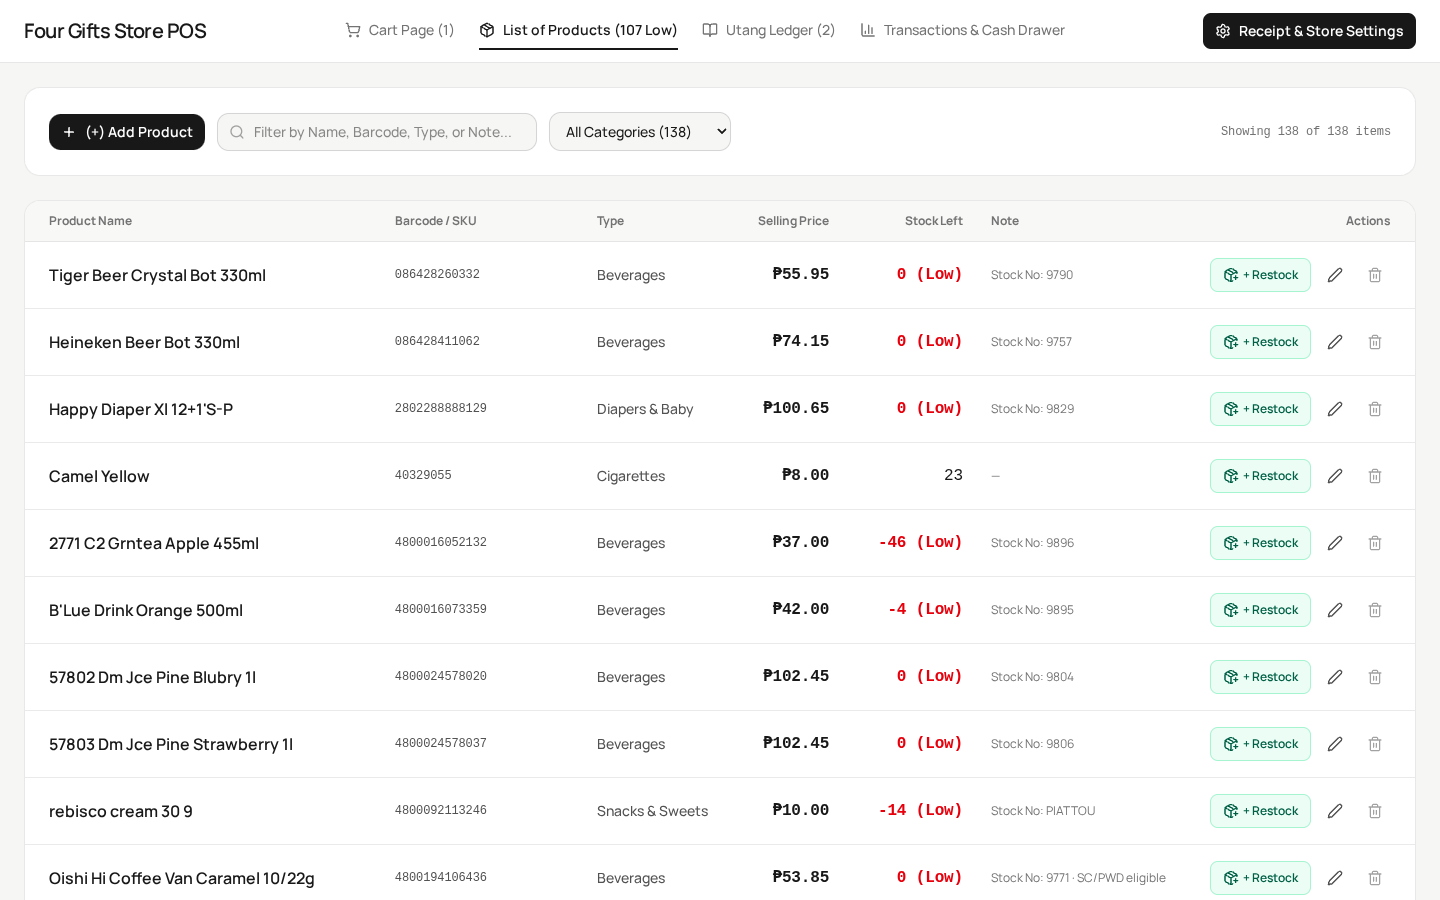 Four Gifts Store POS
Cart Page (1)
List of Products (107 Low)
Utang Ledger (2)
Transactions & Cash Drawer
Receipt & Store Settings
(+) Add Product
Filter by Name, Barcode, Type, or Note...
All Categories (138)
Showing 138 of 138 items
Product Name Barcode / SKU Type Selling Price Stock Left Note Actions
Tiger Beer Crystal Bot 330ml 086428260332 Beverages ₱55.95 0 (Low) Stock No: 9790 + Restock
Heineken Beer Bot 330ml 086428411062 Beverages ₱74.15 0 (Low) Stock No: 9757 + Restock
Happy Diaper Xl 12+1'S-P 2802288888129 Diapers & Baby ₱100.65 0 (Low) Stock No: 9829 + Restock
Camel Yellow 40329055 Cigarettes ₱8.00 23 — + Restock
2771 C2 Grntea Apple 455ml 4800016052132 Beverages ₱37.00 -46 (Low) Stock No: 9896 + Restock
B'Lue Drink Orange 500ml 4800016073359 Beverages ₱42.00 -4 (Low) Stock No: 9895 + Restock
57802 Dm Jce Pine Blubry 1l 4800024578020 Beverages ₱102.45 0 (Low) Stock No: 9804 + Restock
57803 Dm Jce Pine Strawberry 1l 4800024578037 Beverages ₱102.45 0 (Low) Stock No: 9806 + Restock
rebisco cream 30 9 4800092113246 Snacks & Sweets ₱10.00 -14 (Low) Stock No: PIATTOU + Restock
Oishi Hi Coffee Van Caramel 10/22g 4800194106436 Beverages ₱53.85 0 (Low) Stock No: 9771 · SC/PWD eligible + Restock